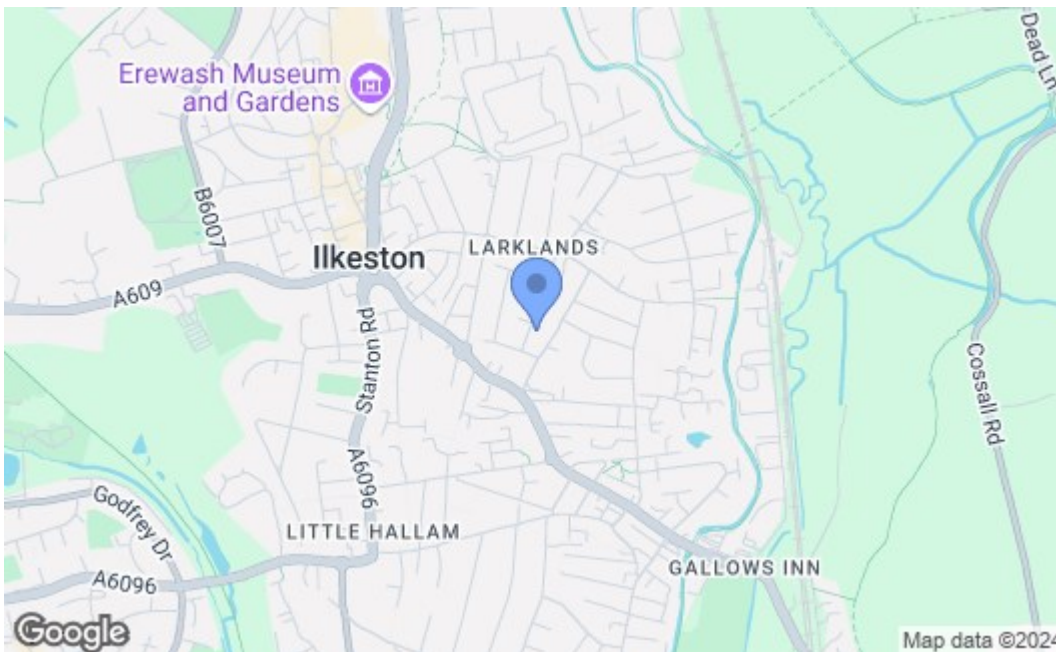 Erewash Museum
and Gardens
Dead Ln
B6007
LARKLANDS
Ilkeston
A609
Stanton Rd
Cossall Rd
A6096
Godfrey Dr
LITTLE HALLAM
A6096
GALLOWS INN
Google
Map data ©2024